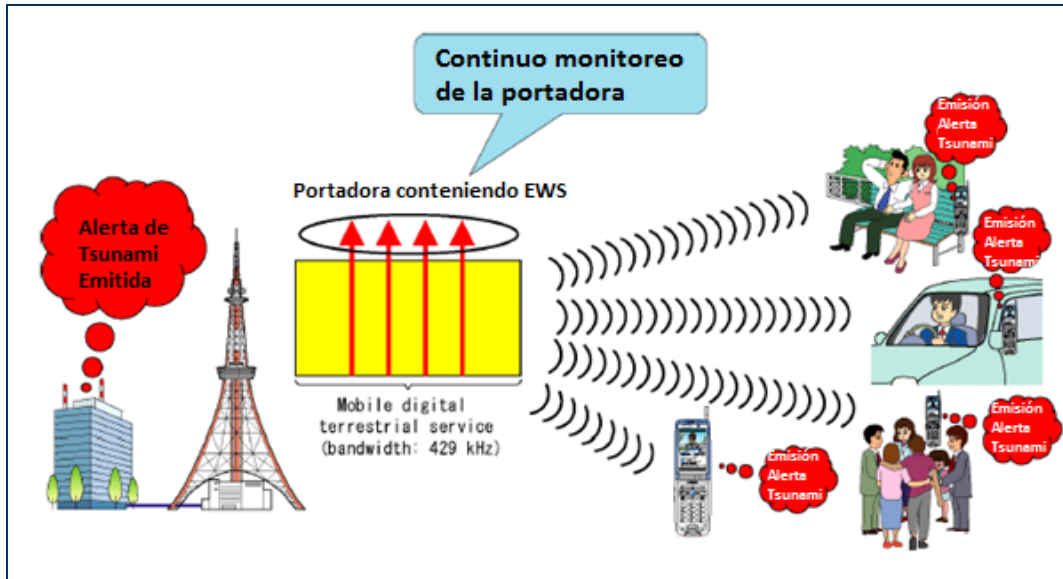 Continuo monitoreo
de la portadora
Portadora conteniendo EWS
Alerta de
Tsunami
Emitida
Mobile digital
terrestrial service
(bandwidth: 429 kHz)
Emisión
Alerta
Tsunami
Emisión
Alerta
Tsunami
Emisión
Alerta
Tsunami
Emisión
Alerta
Tsunami